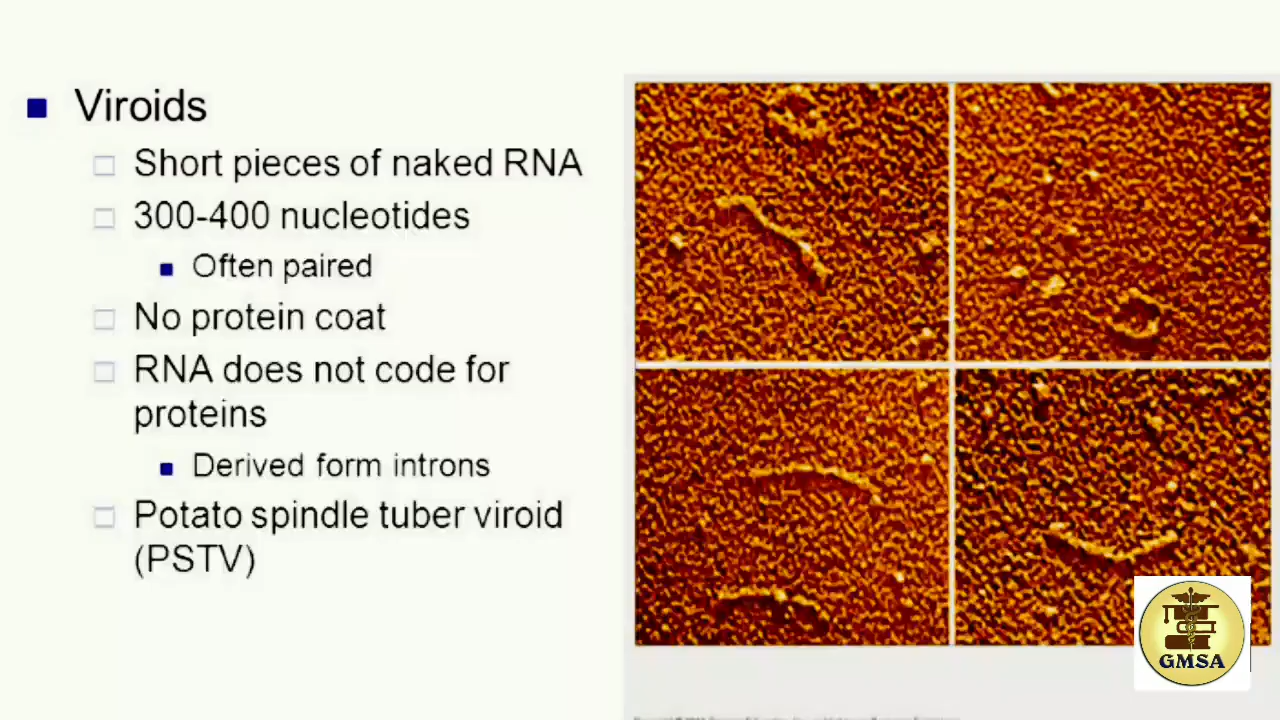 Viroids
Short pieces of naked RNA
300-400 nucleotides
Often paired
No protein coat
RNA does not code for
proteins
Derived form introns
Potato spindle tuber viroid
(PSTV)
GMSA